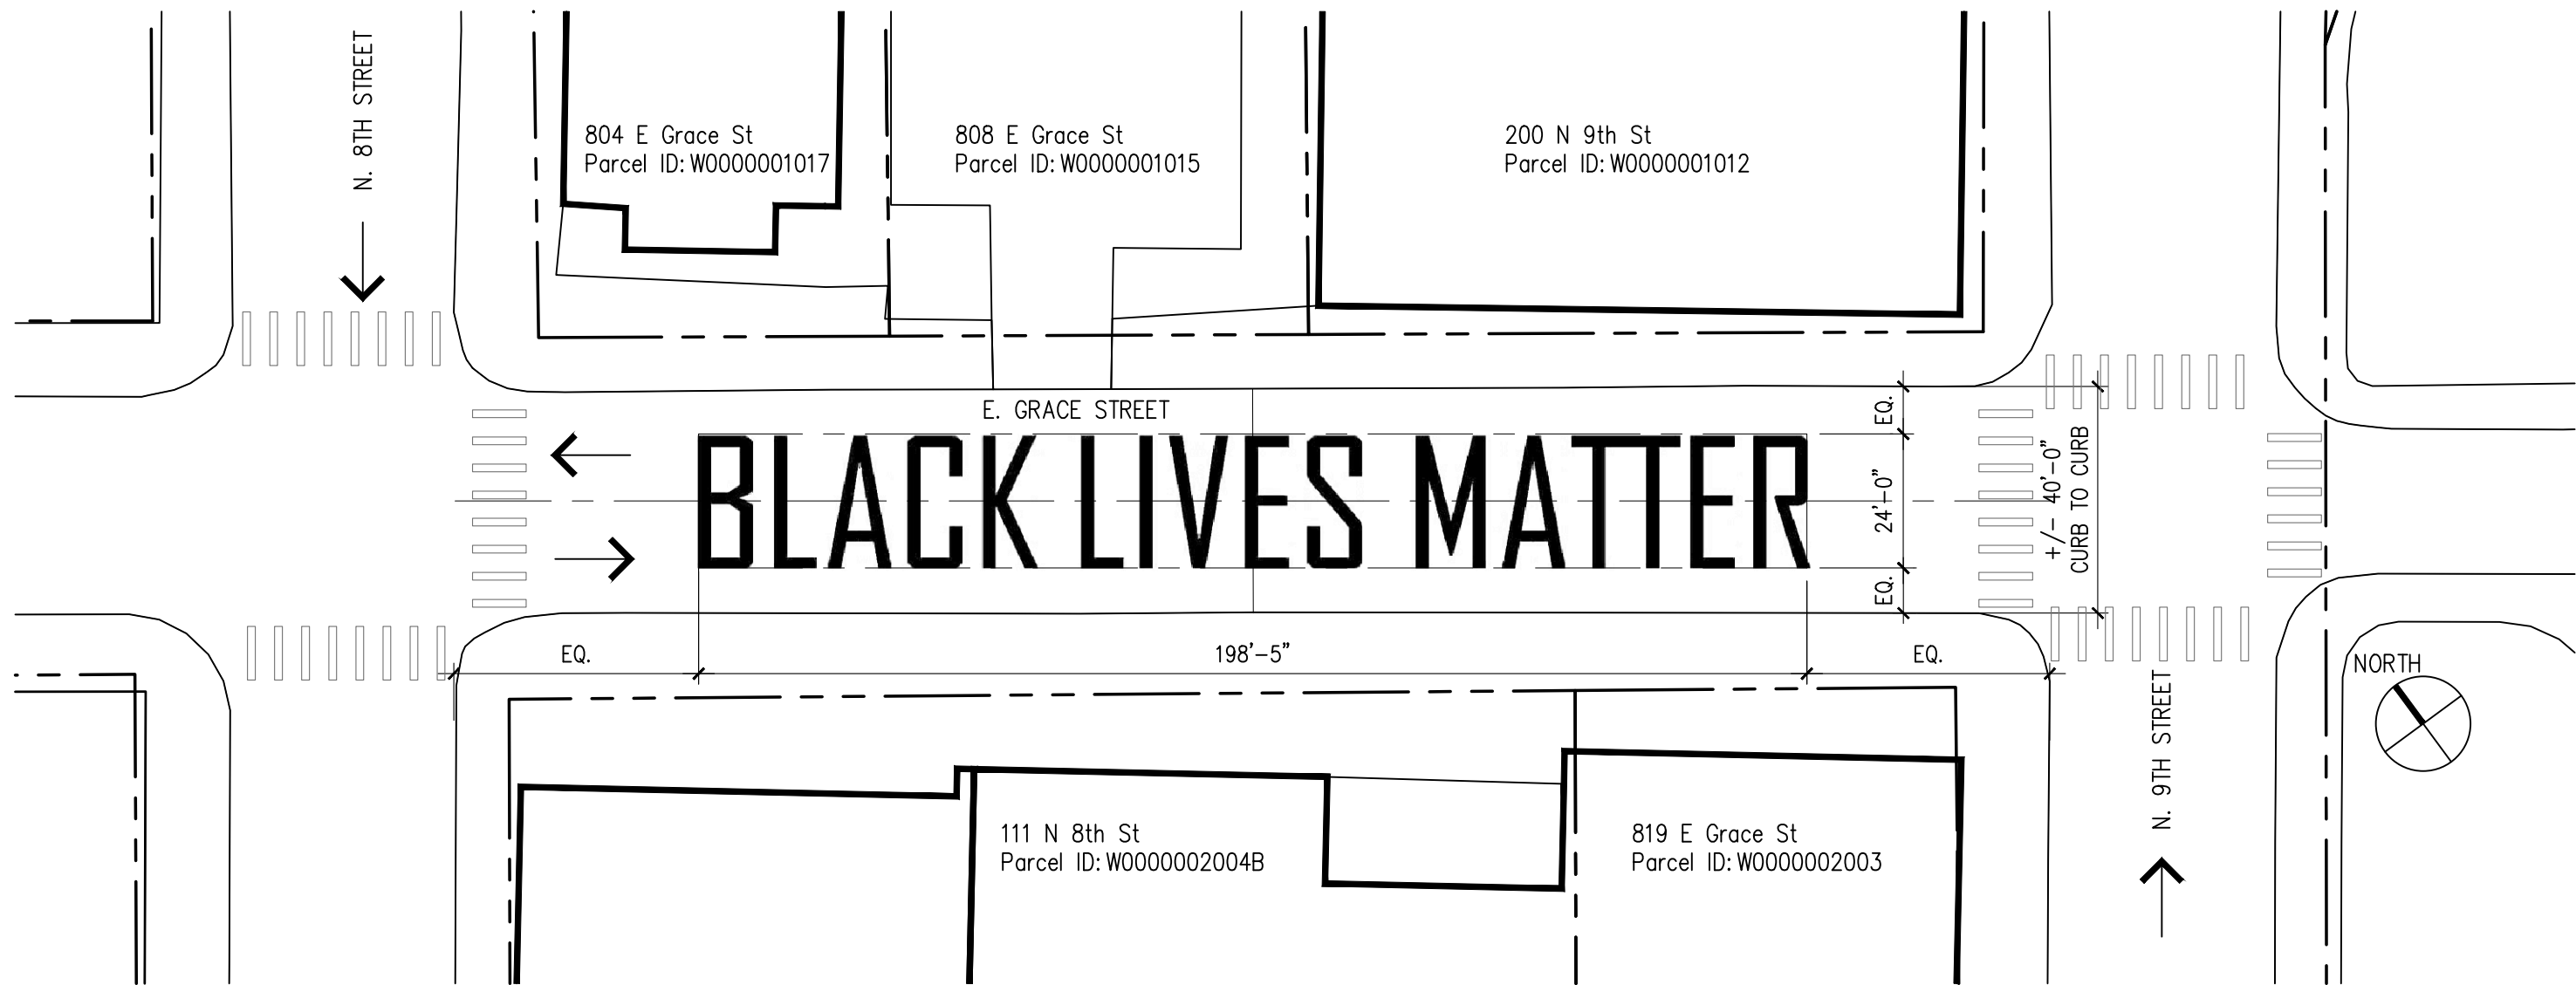 N. 8TH STREET
804 E Grace St
Parcel ID: W0000001017
808 E Grace St
Parcel ID: W0000001015
200 N 9th St
Parcel ID: W0000001012
E. GRACE STREET
BLACK LIVES MATTER
EQ.
24'-0"
EQ.
+/- 40'-0"
CURB TO CURB
EQ.
198'-5"
EQ.
NORTH
N. 9TH STREET
111 N 8th St
Parcel ID: W0000002004B
819 E Grace St
Parcel ID: W0000002003